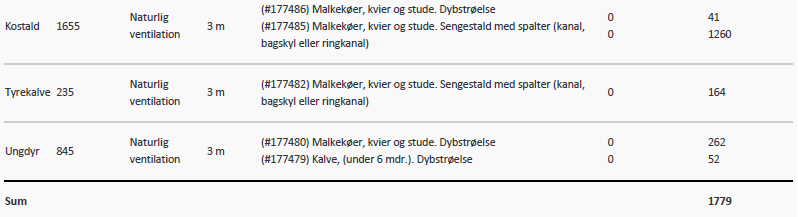 (#177486) Malkekøer, kvier og stude. Dybstrøelse 0 41
Kostald 1655 Naturlig ventilation 3 m (#177485) Malkekøer, kvier og stude. Sengestald med spalter (kanal, 0 1260
bagskyl eller ringkanal)
Tyrekalve 235 Naturlig ventilation 3 m (#177482) Malkekøer, kvier og stude. Sengestald med spalter (kanal, 0 164
bagskyl eller ringkanal)
Ungdyr 845 Naturlig ventilation 3 m (#177480) Malkekøer, kvier og stude. Dybstrøelse 0 262
(#177479) Kalve, (under 6 mdr.). Dybstrøelse 0 52
Sum 1779